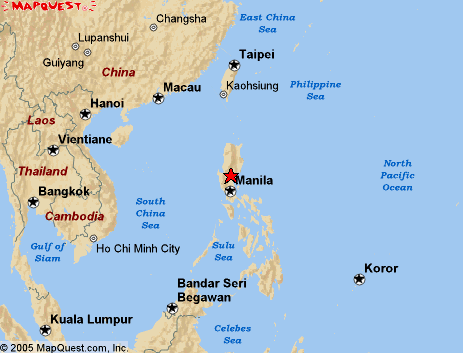 MAPQUEST.
East China
Sea
Changsha
Lupanshui
Guiyang
China
Taipei
Macau
Kaohsiung
Philippine
Sea
Hanoi
Laos
Vientiane
Thailand
Manila
North
Pacific
Ocean
Bangkok
South
China
Sea
Cambodia
Gulf of
Siam
Ho Chi Minh City
Sulu
Sea
Koror
Bandar Seri
Begawan
Kuala Lumpur
Celebes
Sea
© 2005 MapQuest.com, Inc.